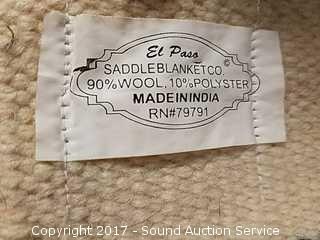 El Paso
SADDLEBLANKETCO.
90%WOOL, 10%POLYSTER
MADEININDIA
RN#79791
Copyright 2017 - Sound Auction Service